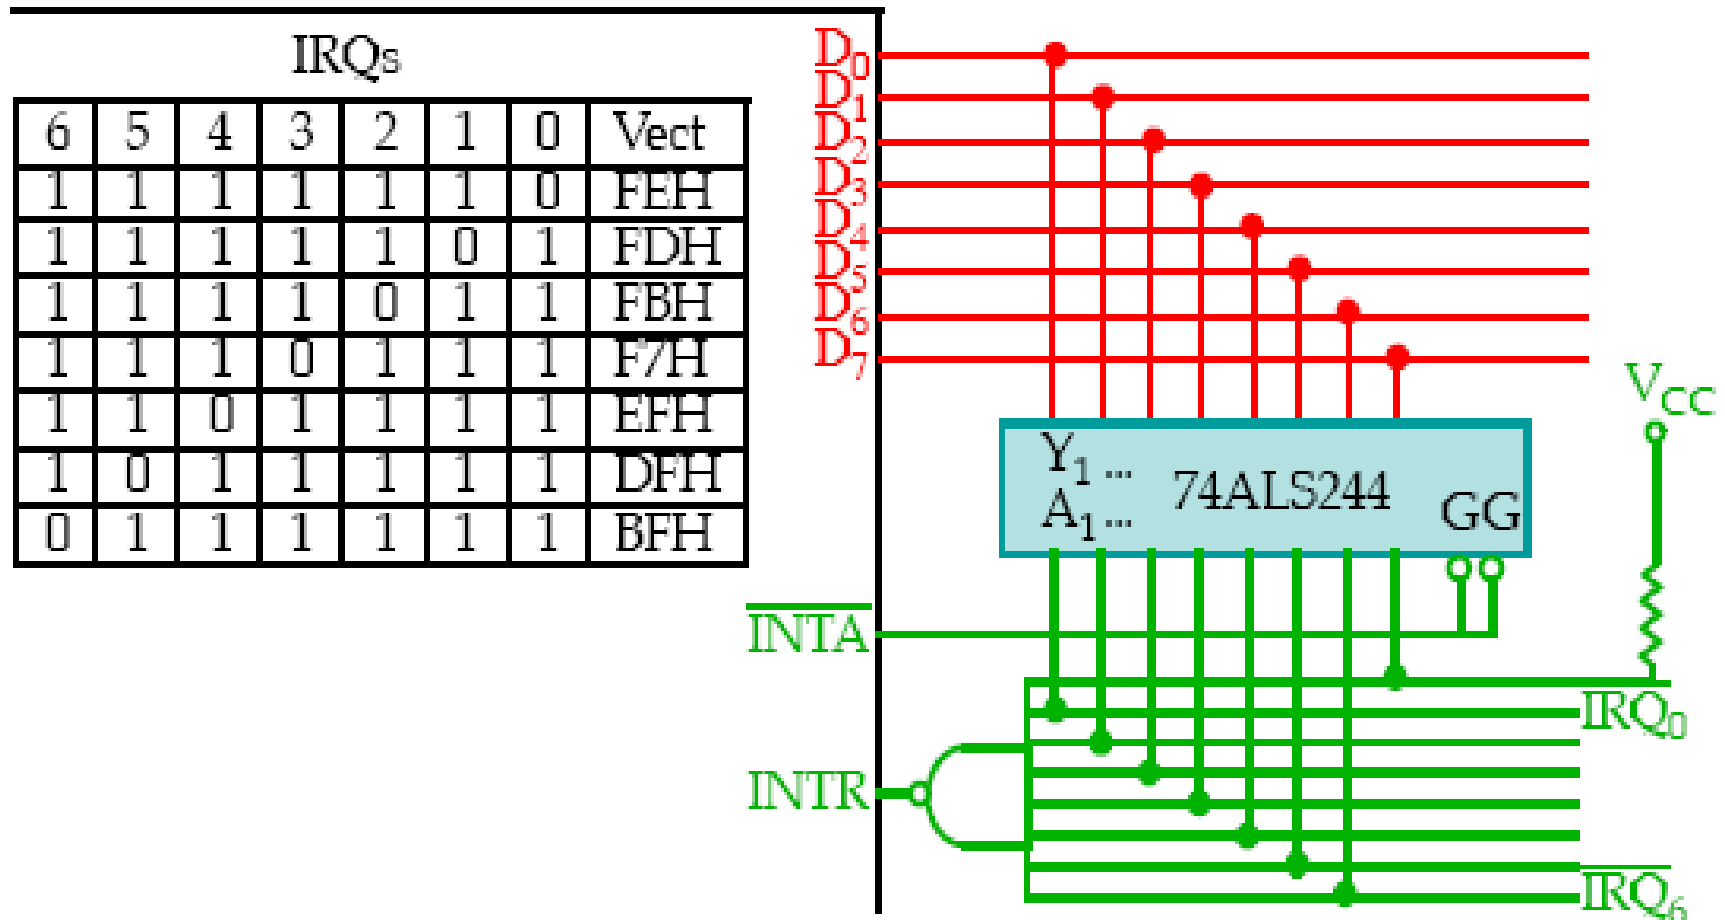 IRQs
6 5 4 3 2 1 0 Vect
1 1 1 1 1 1 0 FEH
1 1 1 1 1 0 1 FDH
1 1 1 1 0 1 1 FBH
1 1 1 0 1 1 1 F7H
1 1 0 1 1 1 1 EFH
1 0 1 1 1 1 1 DFH
0 1 1 1 1 1 1 BFH
D0
D1
D2
D3
D4
D5
D6
D7
VCC
Y1 ...
A1 ...
74ALS244
GG
INTA
IRQ0
INTR
IRQ6